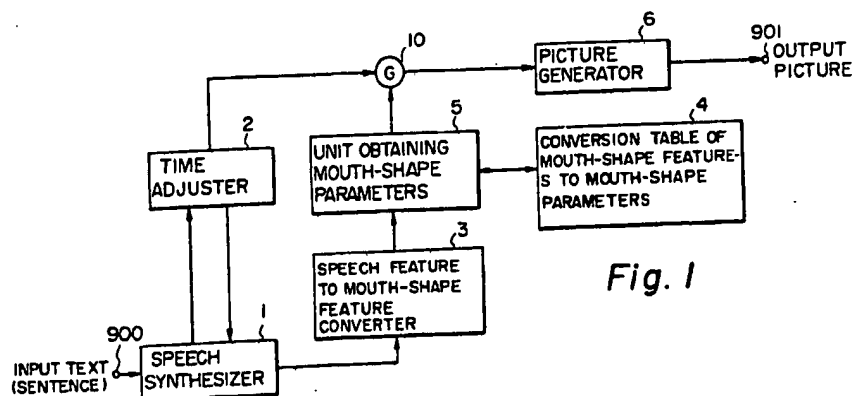 6
901
10
G
PICTURE
GENERATOR
OUTPUT
PICTURE
2
5
4
TIME
ADJUSTER
UNIT OBTAINING
MOUTH-SHAPE
PARAMETERS
CONVERSION TABLE OF
MOUTH-SHAPE FEATURE-
S TO MOUTH-SHAPE
PARAMETERS
3
SPEECH FEATURE
TO MOUTH-SHAPE
FEATURE
CONVERTER
Fig. 1
900
1
INPUT TEXT
(SENTENCE)
SPEECH
SYNTHESIZER